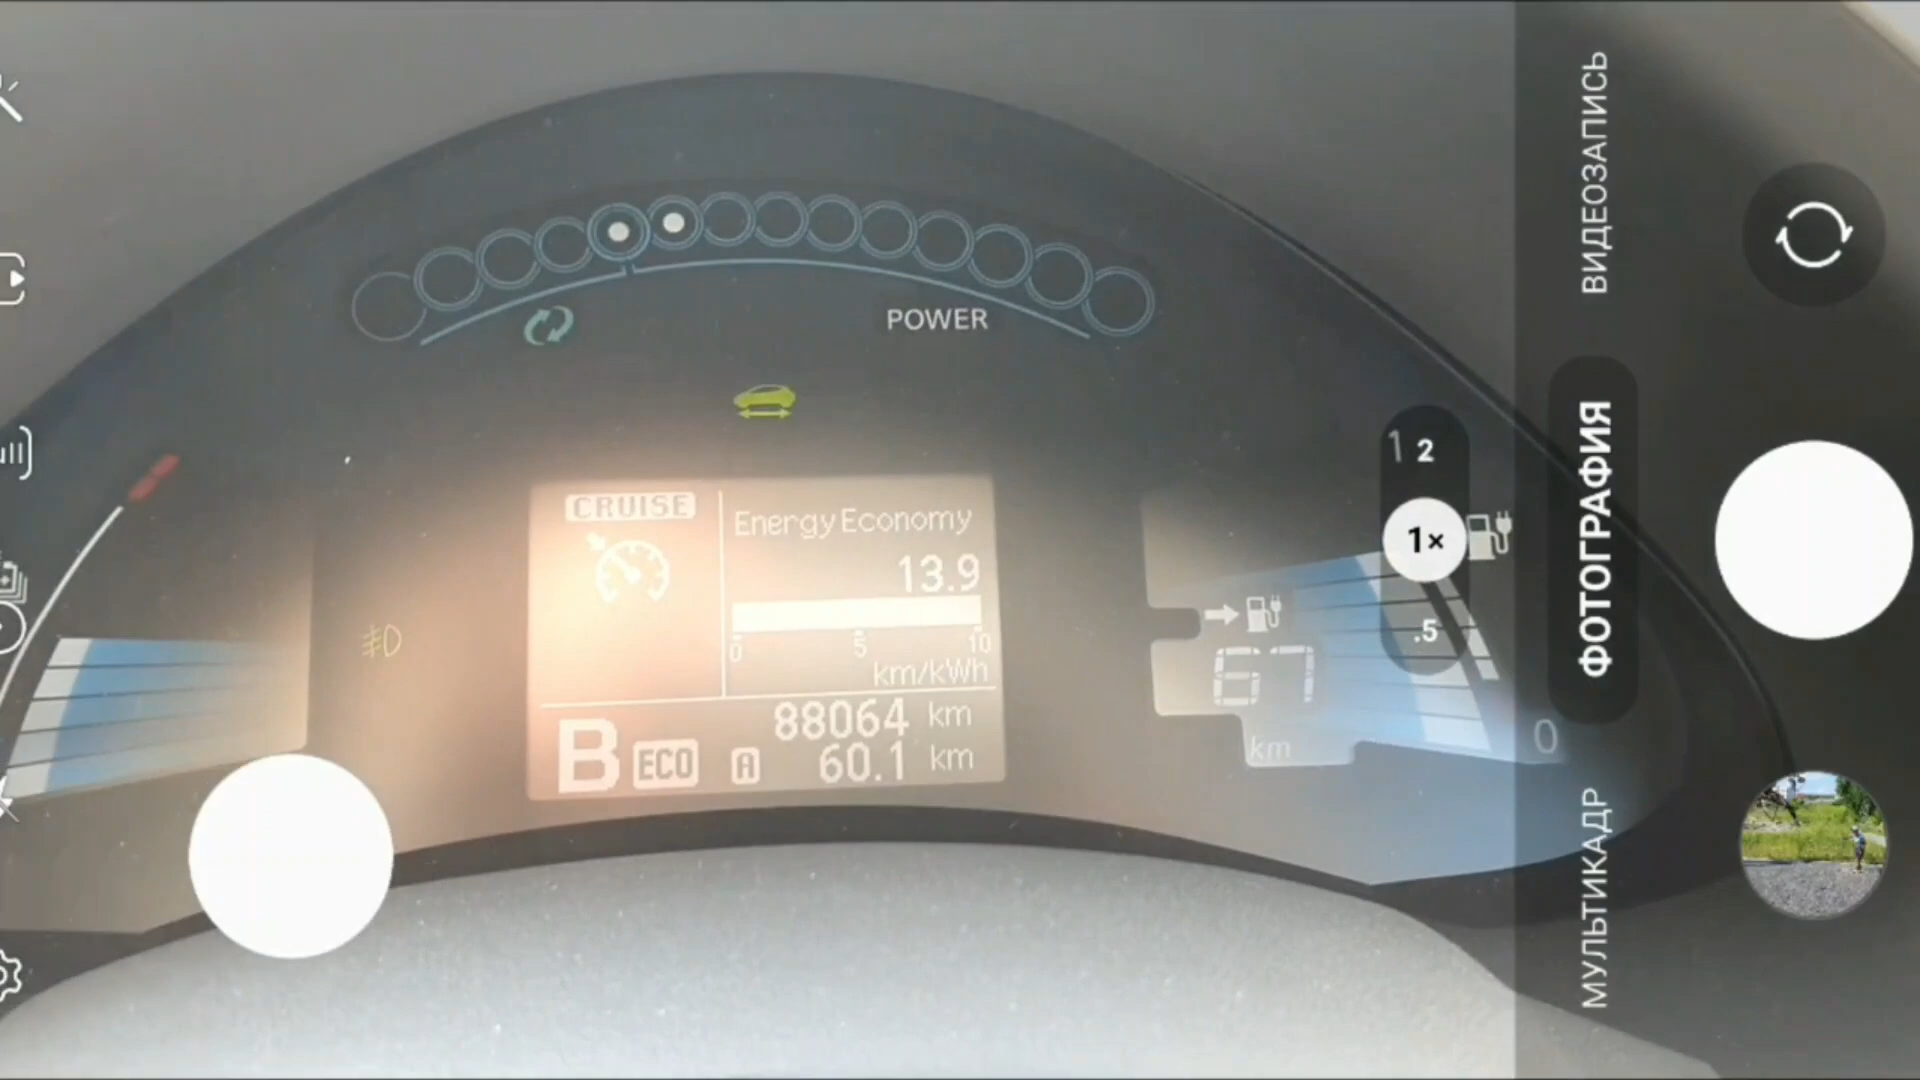 POWER
CRUISE
Energy Economy
13.9
0 5 10
km/kWh
88064 km
B ECO A 60.1 km
67
km
0
1 2
1×
.5
ВИДЕОЗАПИСЬ
ФОТОГРАФИЯ
МУЛЬТИКАДР